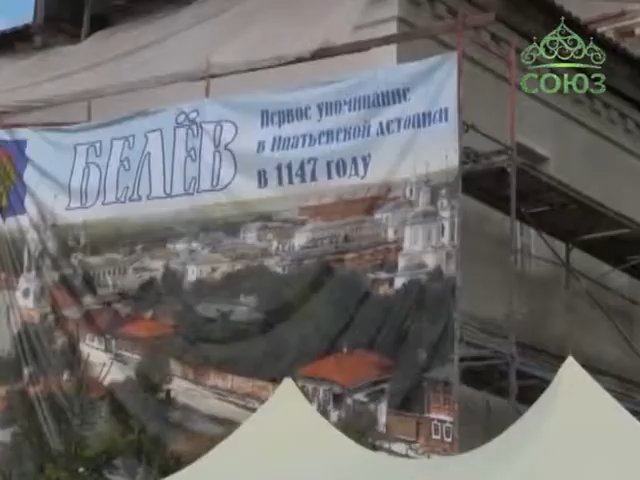 СОЮЗ
БЕЛЁВ
Первое упоминание
в Ипатьевской летописи
в 1147 году